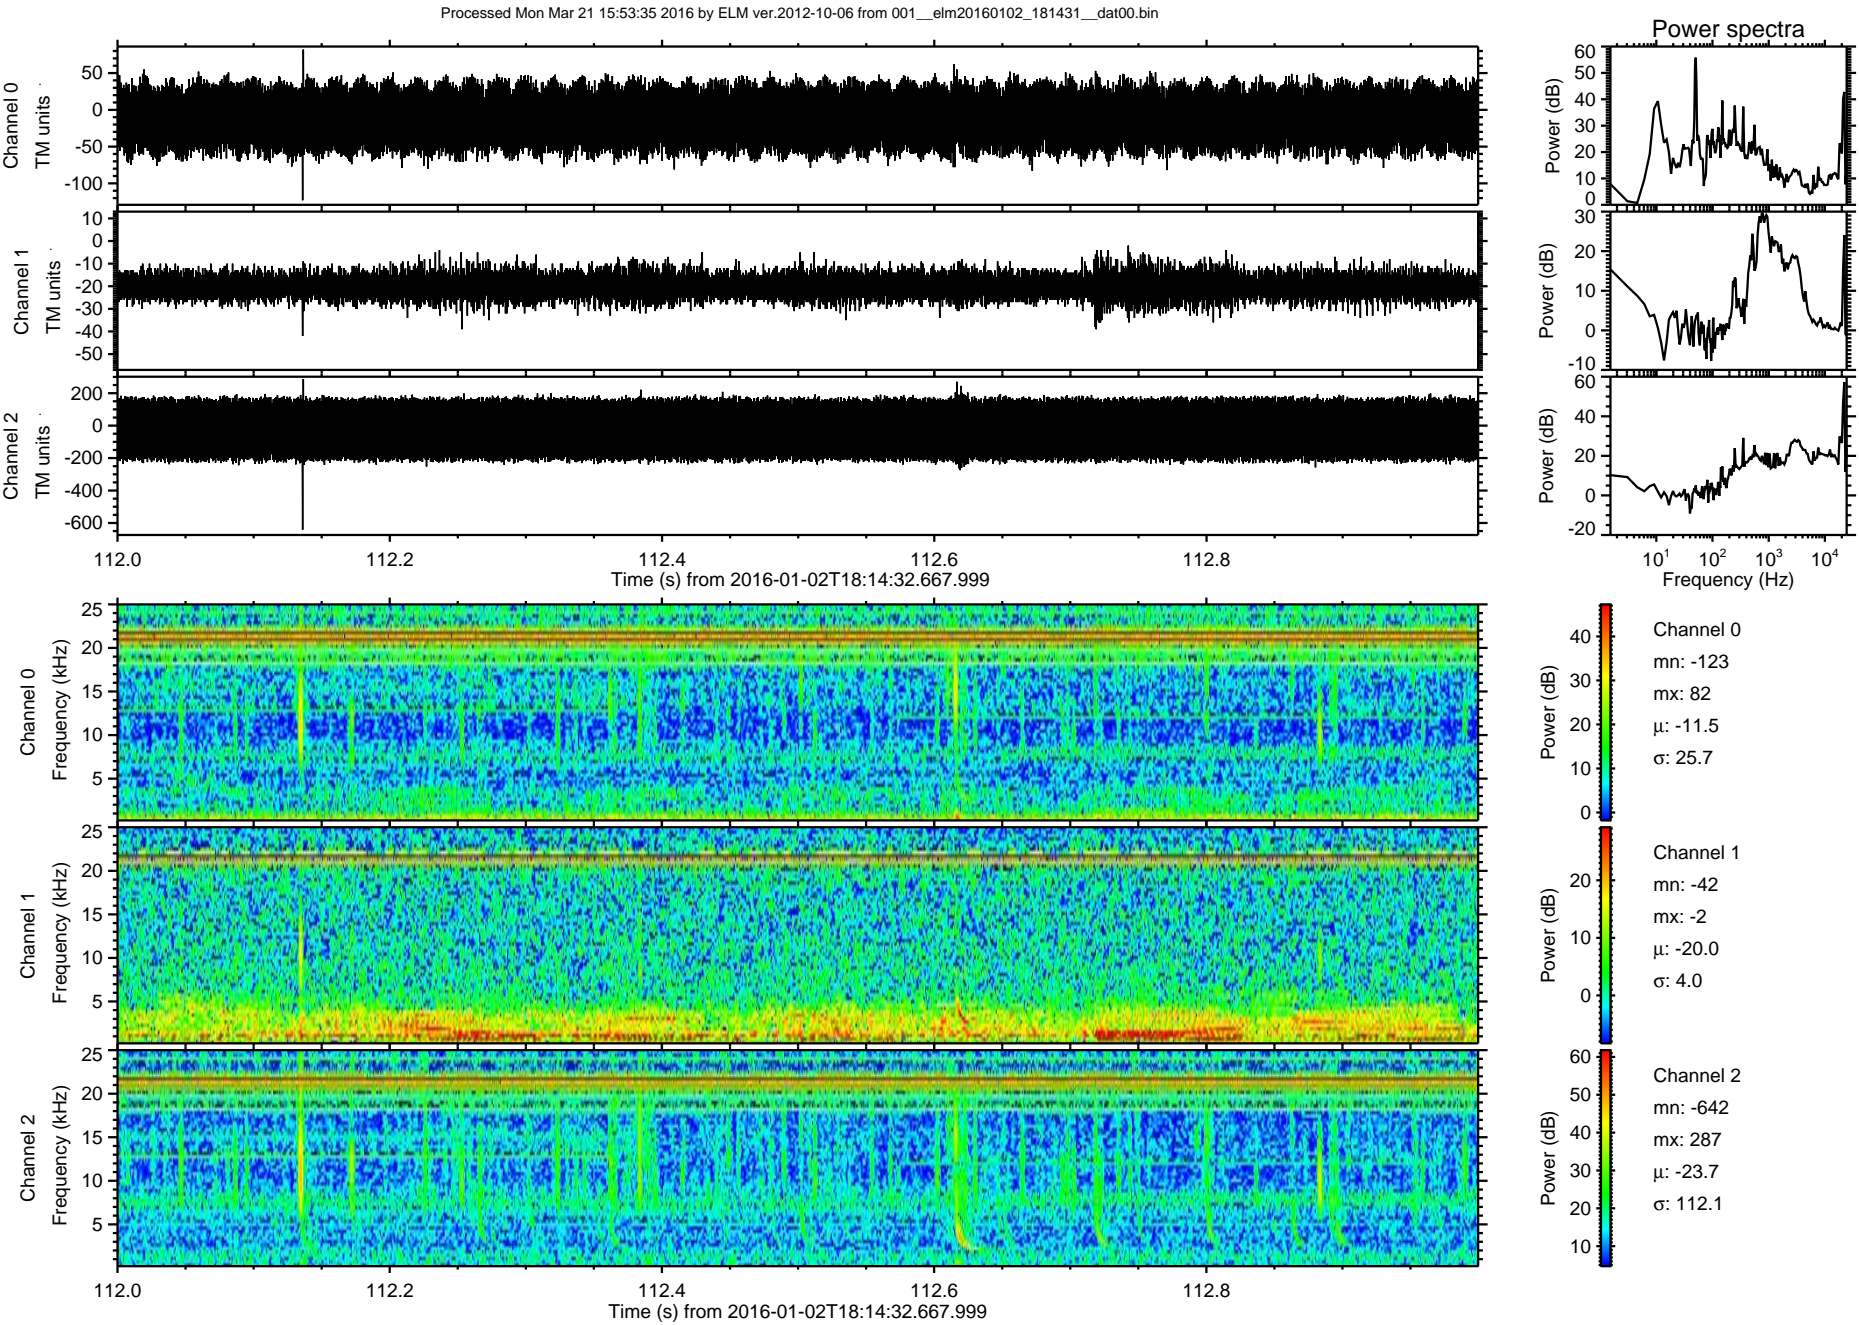 Processed Mon Mar 21 15:53:35 2016 by ELM ver.2012-10-06 from 001__elm20160102_181431__dat00.bin
Power spectra
Channel 0
TM units
50
0
-50
-100
Power (dB)
60
50
40
30
20
10
0
Channel 1
TM units
10
0
-10
-20
-30
-40
-50
Power (dB)
30
20
10
0
-10
Channel 2
TM units
200
0
-200
-400
-600
Power (dB)
60
40
20
0
-20
112.0 112.2 112.4 112.6 112.8
Time (s) from 2016-01-02T18:14:32.667.999
10¹ 10² 10³ 10⁴
Frequency (Hz)
Channel 0
Frequency (kHz)
25
20
15
10
5
Power (dB)
40
30
20
10
0
Channel 0
mn: -123
mx: 82
μ: -11.5
σ: 25.7
Channel 1
Frequency (kHz)
25
20
15
10
5
Power (dB)
20
10
0
Channel 1
mn: -42
mx: -2
μ: -20.0
σ: 4.0
Channel 2
Frequency (kHz)
25
20
15
10
5
Power (dB)
60
50
40
30
20
10
Channel 2
mn: -642
mx: 287
μ: -23.7
σ: 112.1
112.0 112.2 112.4 112.6 112.8
Time (s) from 2016-01-02T18:14:32.667.999